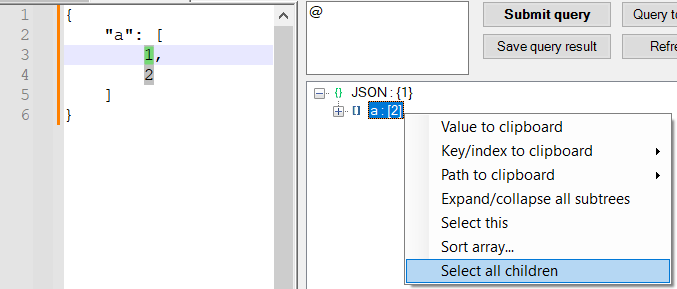 1 {
2 "a": [
3 1,
4 2
5 ]
6 }
@
Submit query
Query to
Save query result
Refre
JSON : {1}
a : [2]
Value to clipboard
Key/index to clipboard
Path to clipboard
Expand/collapse all subtrees
Select this
Sort array...
Select all children